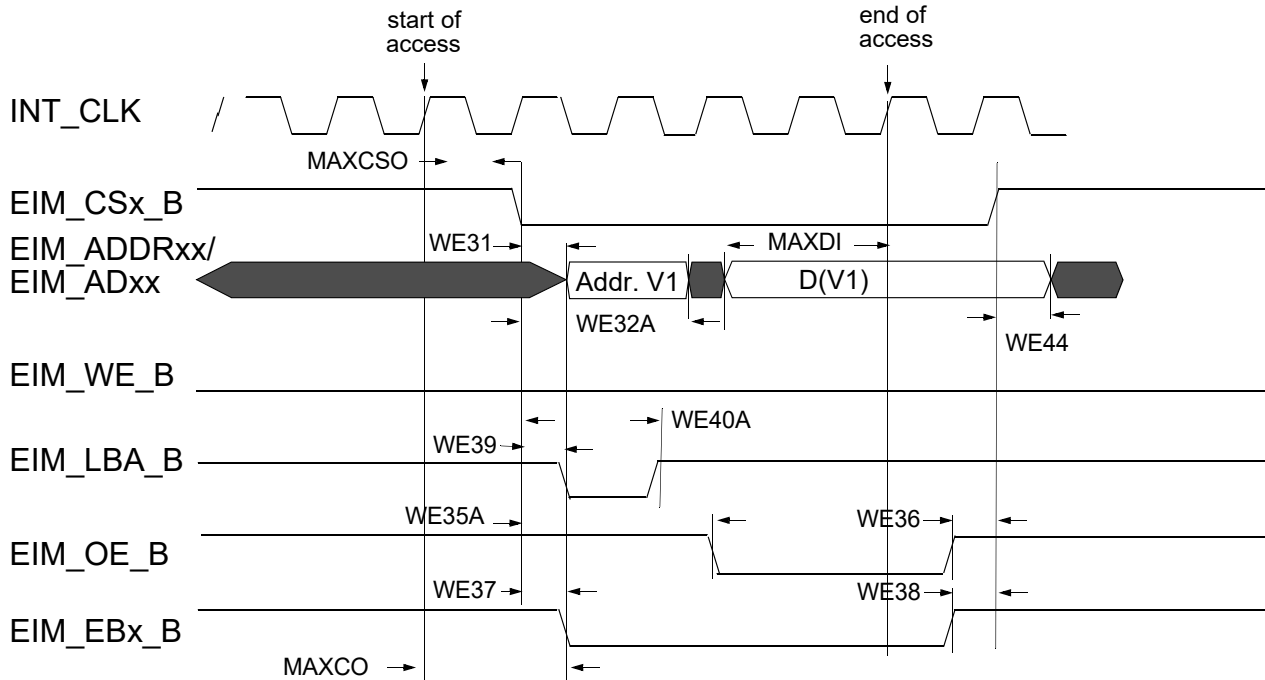 start of
access
end of
access
INT_CLK
MAXCSO
EIM_CSx_B
EIM_ADDRxx/
EIM_ADxx
WE31
MAXDI
Addr. V1
D(V1)
WE32A
WE44
EIM_WE_B
WE40A
WE39
EIM_LBA_B
WE35A
WE36
EIM_OE_B
WE37
WE38
EIM_EBx_B
MAXCO